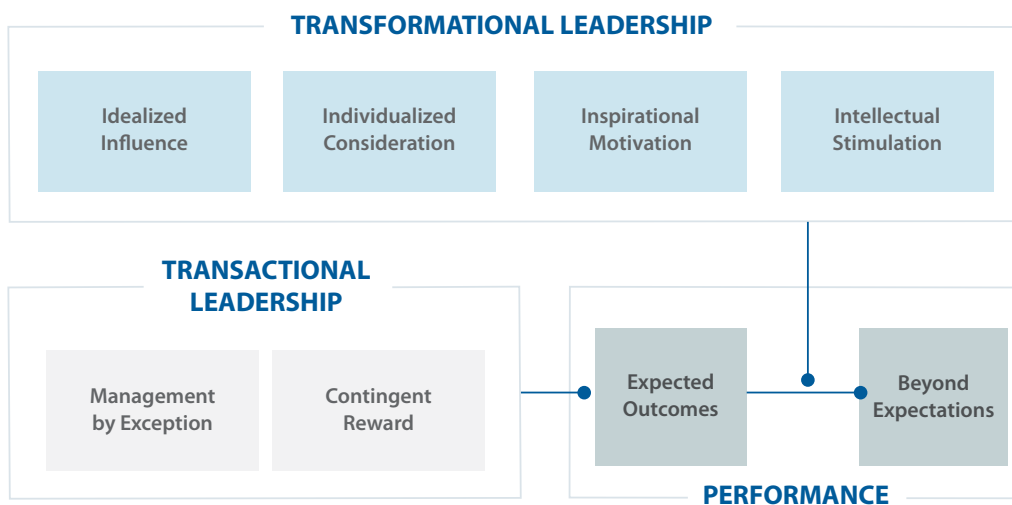 TRANSFORMATIONAL LEADERSHIP
Idealized
Influence
Individualized
Consideration
Inspirational
Motivation
Intellectual
Stimulation
TRANSACTIONAL
LEADERSHIP
Management
by Exception
Contingent
Reward
Expected
Outcomes
Beyond
Expectations
PERFORMANCE